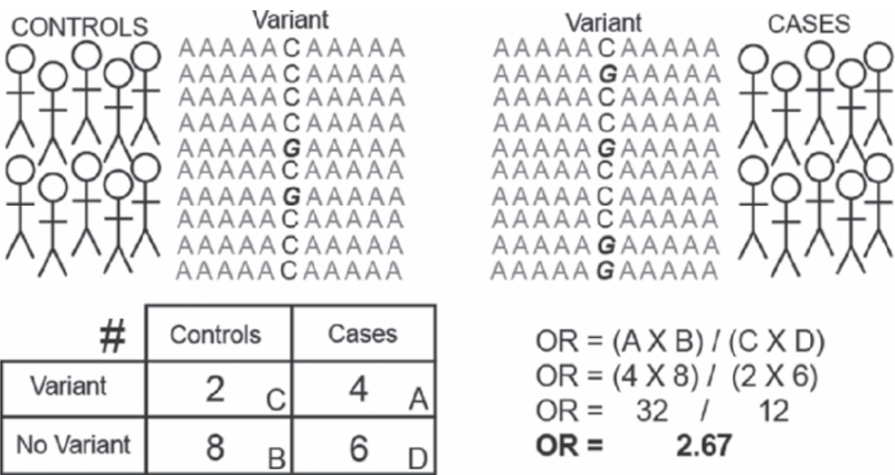 CONTROLS
Variant
AAAAACAAAAA
AAAAACAAAAA
AAAAACAAAAA
AAAAACAAAAA
AAAAAGAAAAA
AAAAACAAAAA
AAAAAGAAAAA
AAAAACAAAAA
AAAAACAAAAA
AAAAACAAAAA
Variant
CASES
AAAAACAAAAA
AAAAAGAAAAA
AAAAACAAAAA
AAAAACAAAAA
AAAAAGAAAAA
AAAAACAAAAA
AAAAACAAAAA
AAAAACAAAAA
AAAAAGAAAAA
AAAAAGAAAAA
# Controls Cases
Variant 2 C 4 A
No Variant 8 B 6 D
OR = (A X B) / (C X D)
OR = (4 X 8) / (2 X 6)
OR = 32 / 12
OR = 2.67